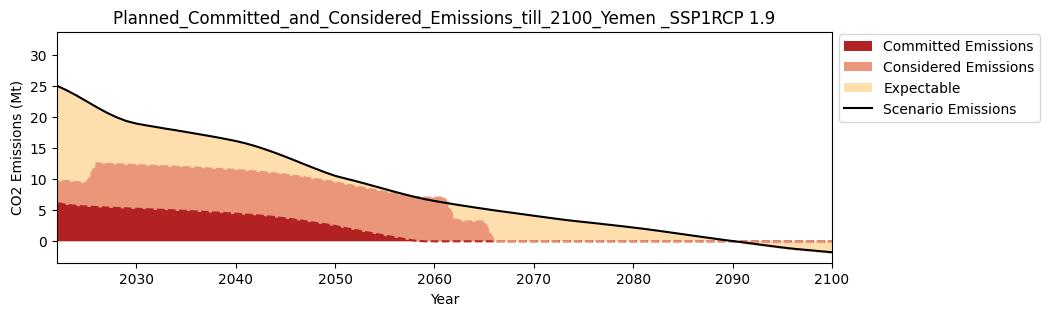 Planned_Committed_and_Considered_Emissions_till_2100_Yemen _SSP1RCP 1.9
Committed Emissions
Considered Emissions
Expectable
Scenario Emissions
CO2 Emissions (Mt)
30
25
20
15
10
5
0
2030 2040 2050 2060 2070 2080 2090 2100
Year